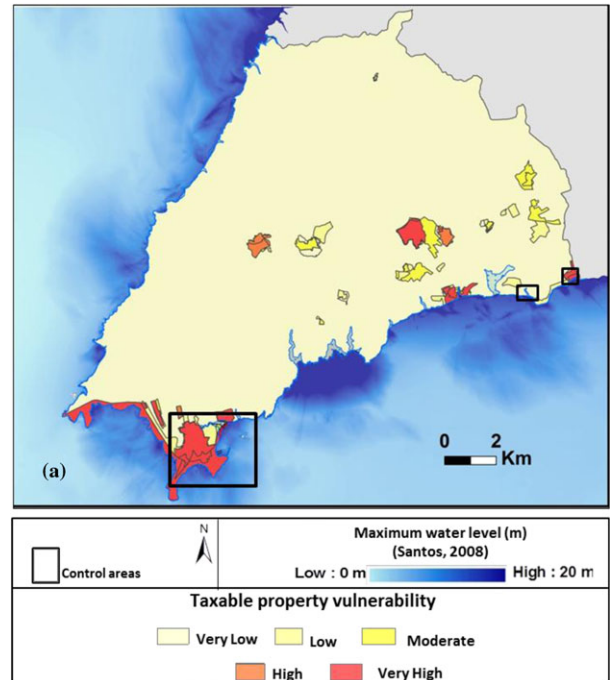 (a)
0 2
Km
N
Control areas
Maximum water level (m)
(Santos, 2008)
Low : 0 m High : 20 m
Taxable property vulnerability
Very Low Low Moderate
High Very High